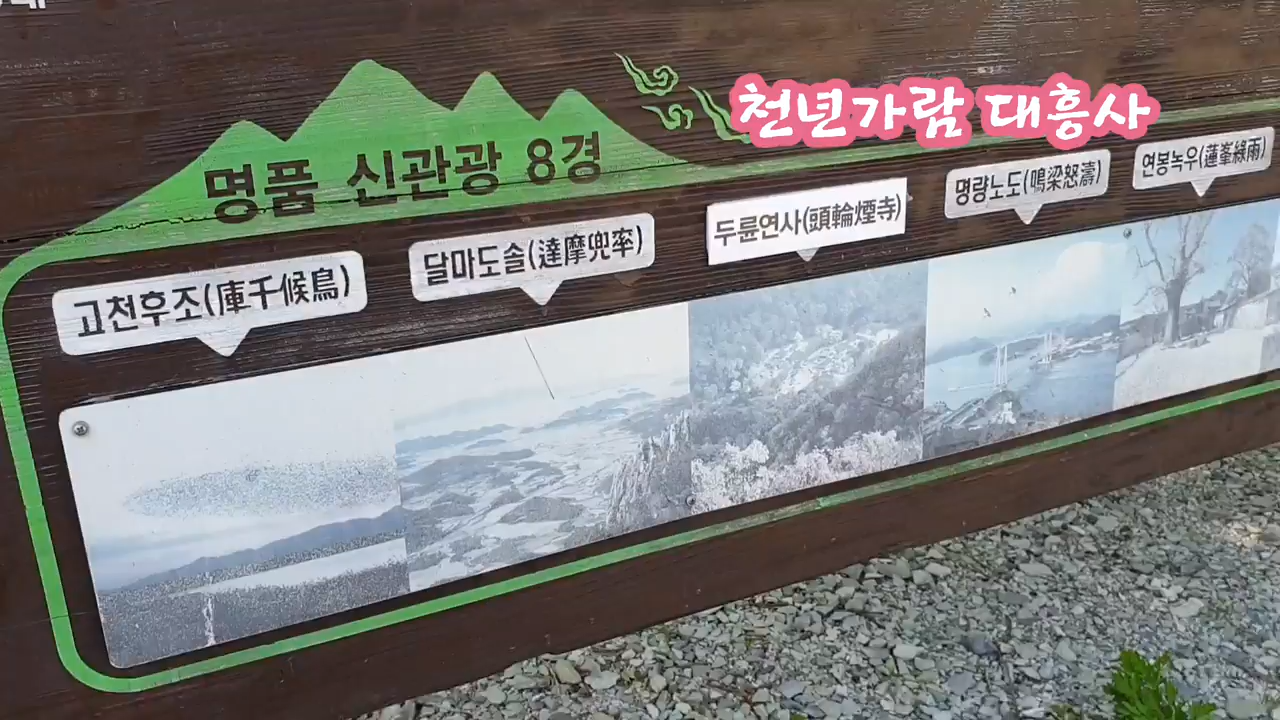 천년가람 대흥사
명품 신관광 8경
고천후조(庫千候鳥)
달마도솔(達摩兜率)
두륜연사(頭輪煙寺)
명량노도(鳴梁怒濤)
연봉녹우(蓮峯綠雨)